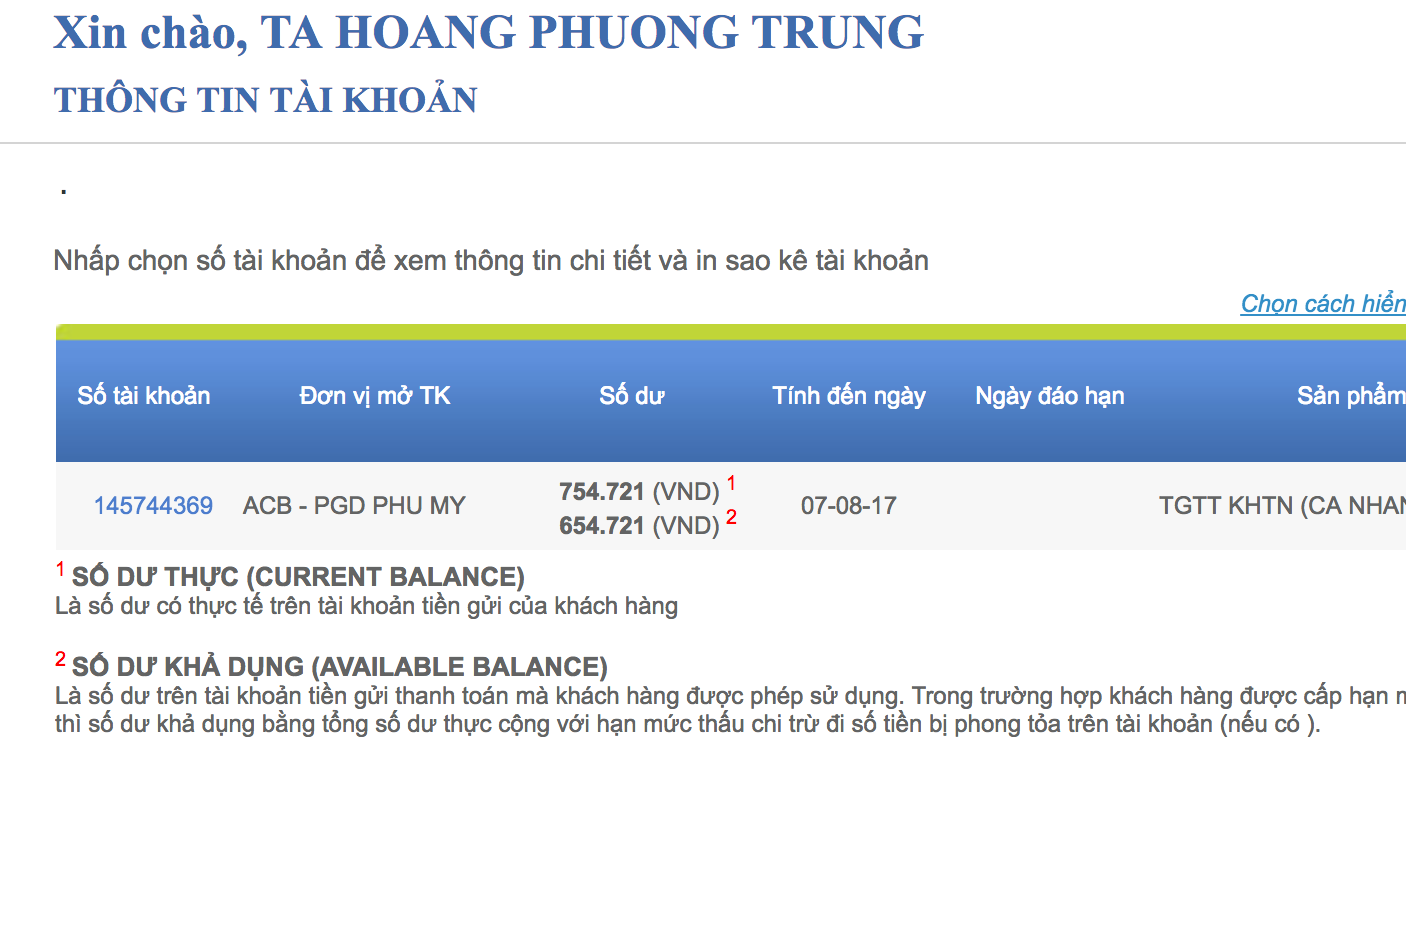 Xin chào, TA HOANG PHUONG TRUNG
THÔNG TIN TÀI KHOẢN
.
Nhấp chọn số tài khoản để xem thông tin chi tiết và in sao kê tài khoản
Chọn cách hiển
Số tài khoản Đơn vị mở TK Số dư Tính đến ngày Ngày đáo hạn Sản phẩm
145744369 ACB - PGD PHU MY 754.721 (VND) 1 07-08-17 TGTT KHTN (CA NHAN
654.721 (VND) 2
1 SỐ DƯ THỰC (CURRENT BALANCE)
Là số dư có thực tế trên tài khoản tiền gửi của khách hàng
2 SỐ DƯ KHẢ DỤNG (AVAILABLE BALANCE)
Là số dư trên tài khoản tiền gửi thanh toán mà khách hàng được phép sử dụng. Trong trường hợp khách hàng được cấp hạn
thì số dư khả dụng bằng tổng số dư thực cộng với hạn mức thấu chi trừ đi số tiền bị phong tỏa trên tài khoản (nếu có ).